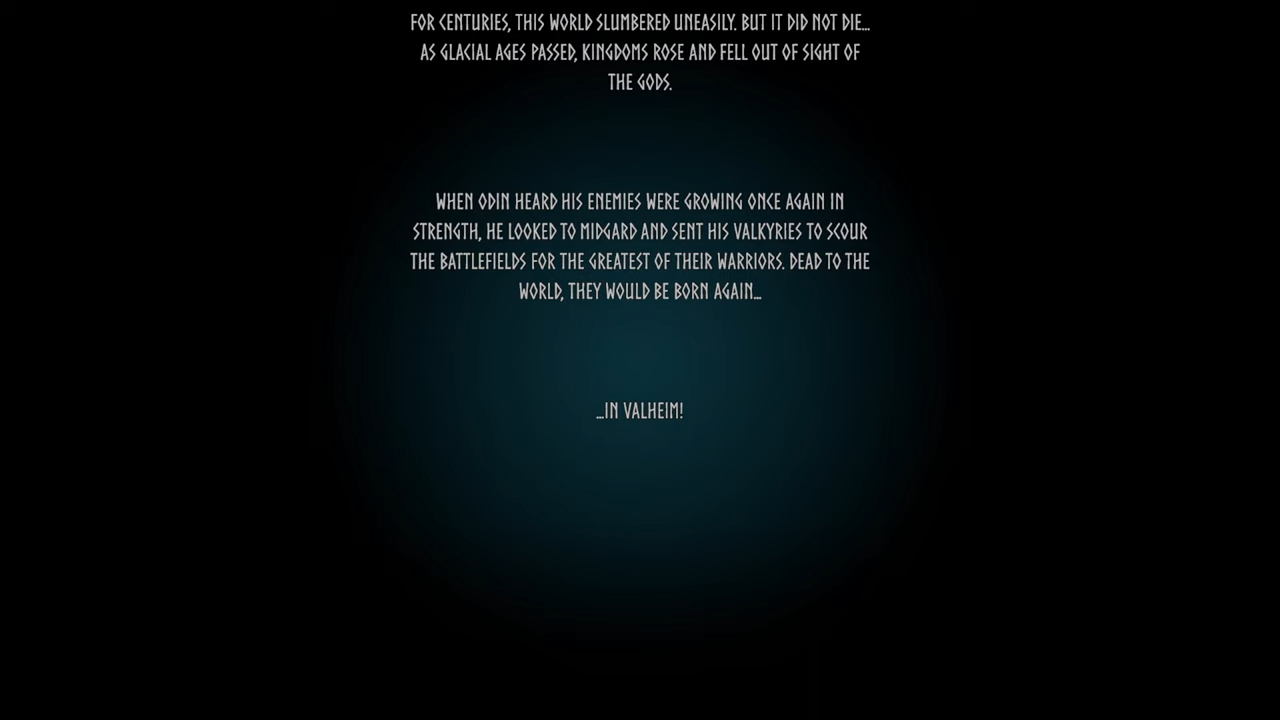 FOR CENTURIES, THIS WORLD SLUMBERED UNEASILY. BUT IT DID NOT DIE...
AS GLACIAL AGES PASSED, KINGDOMS ROSE AND FELL OUT OF SIGHT OF
THE GODS.
WHEN ODIN HEARD HIS ENEMIES WERE GROWING ONCE AGAIN IN
STRENGTH, HE LOOKED TO MIDGARD AND SENT HIS VALKYRIES TO SCOUR
THE BATTLEFIELDS FOR THE GREATEST OF THEIR WARRIORS. DEAD TO THE
WORLD, THEY WOULD BE BORN AGAIN...
...IN VALHEIM!